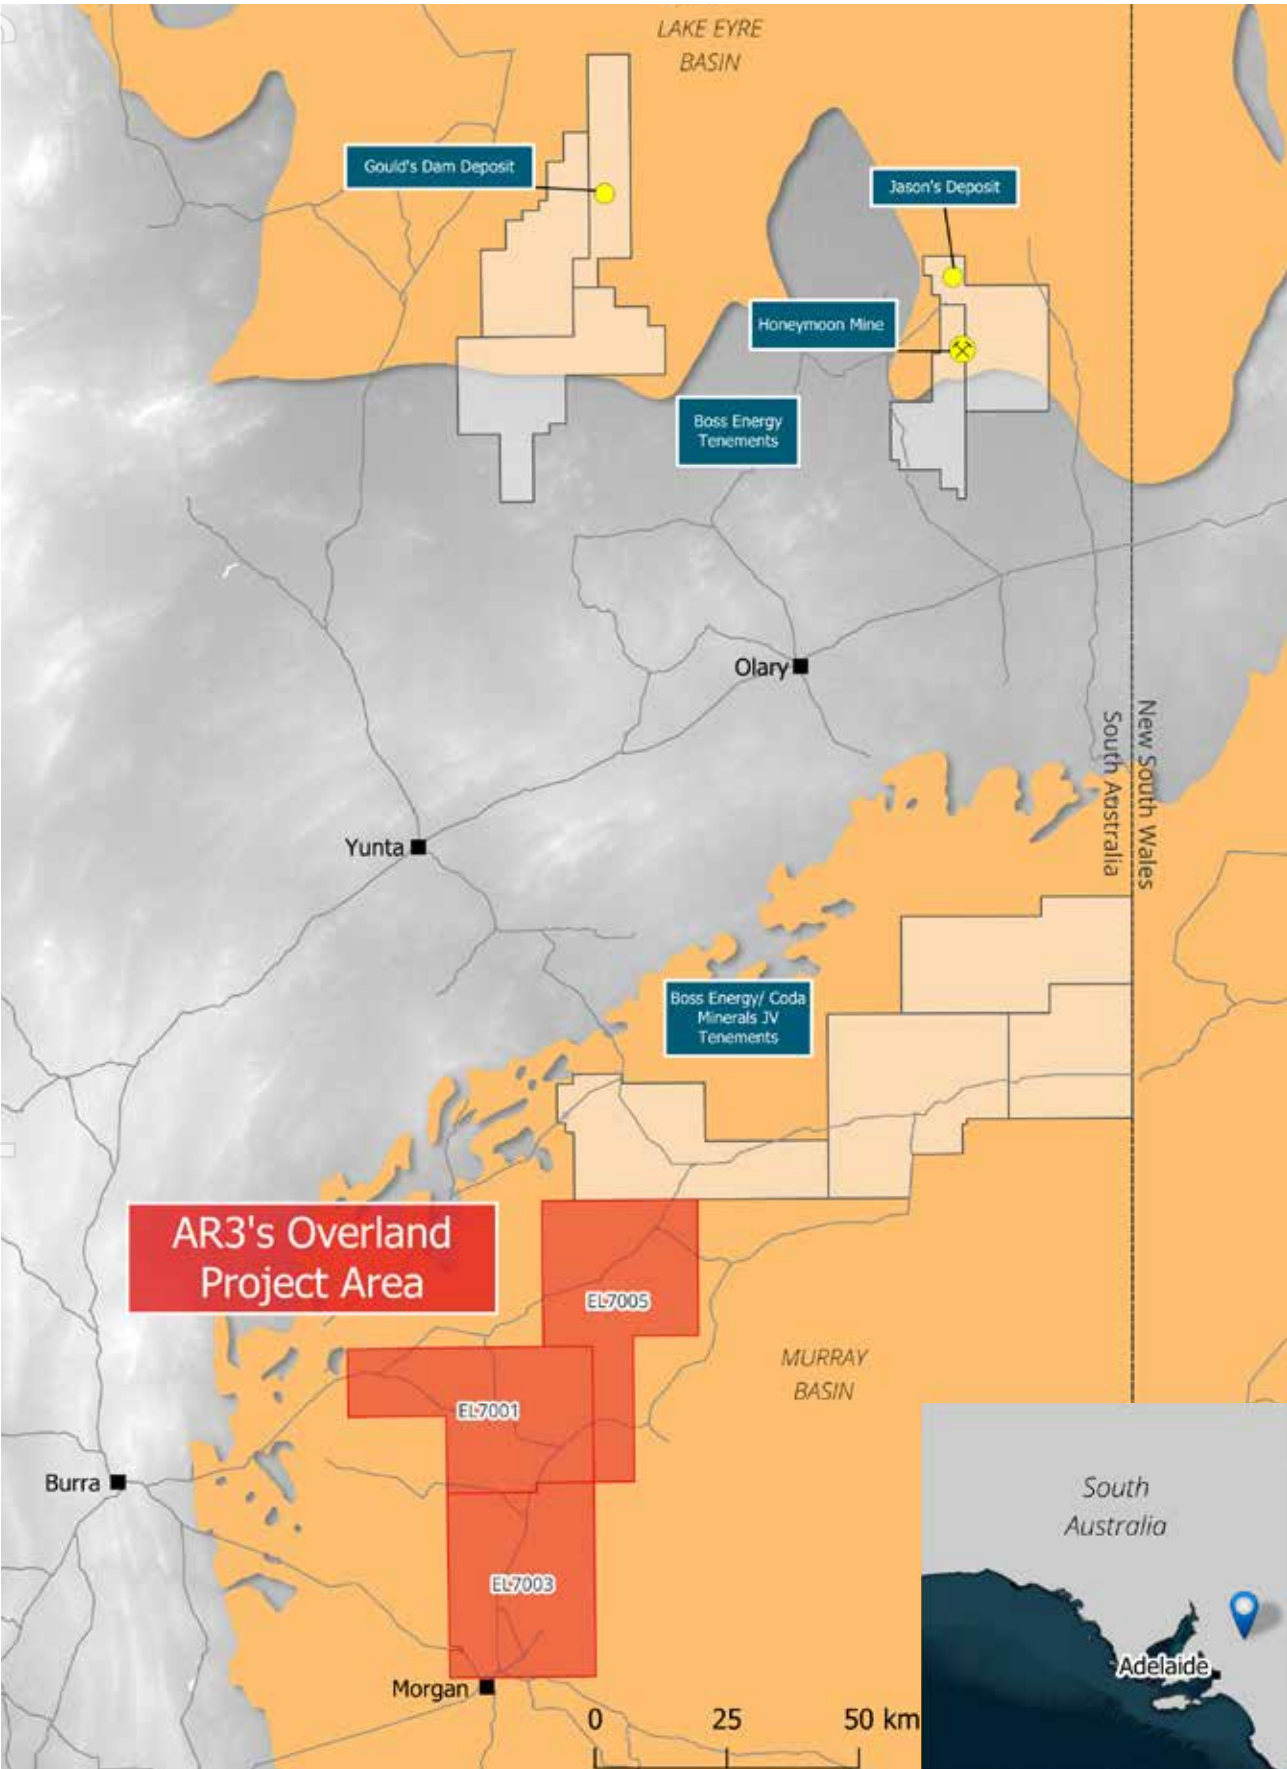 LAKE EYRE
BASIN
Gould's Dam Deposit
Jason's Deposit
Honeymoon Mine
Boss Energy
Tenements
Olary
New South Wales
South Australia
Yunta
Boss Energy/ Coda
Minerals JV
Tenements
AR3's Overland
Project Area
EL7005
MURRAY
BASIN
EL7001
Burra
South
Australia
EL7003
Adelaide
Morgan
0 25 50 km